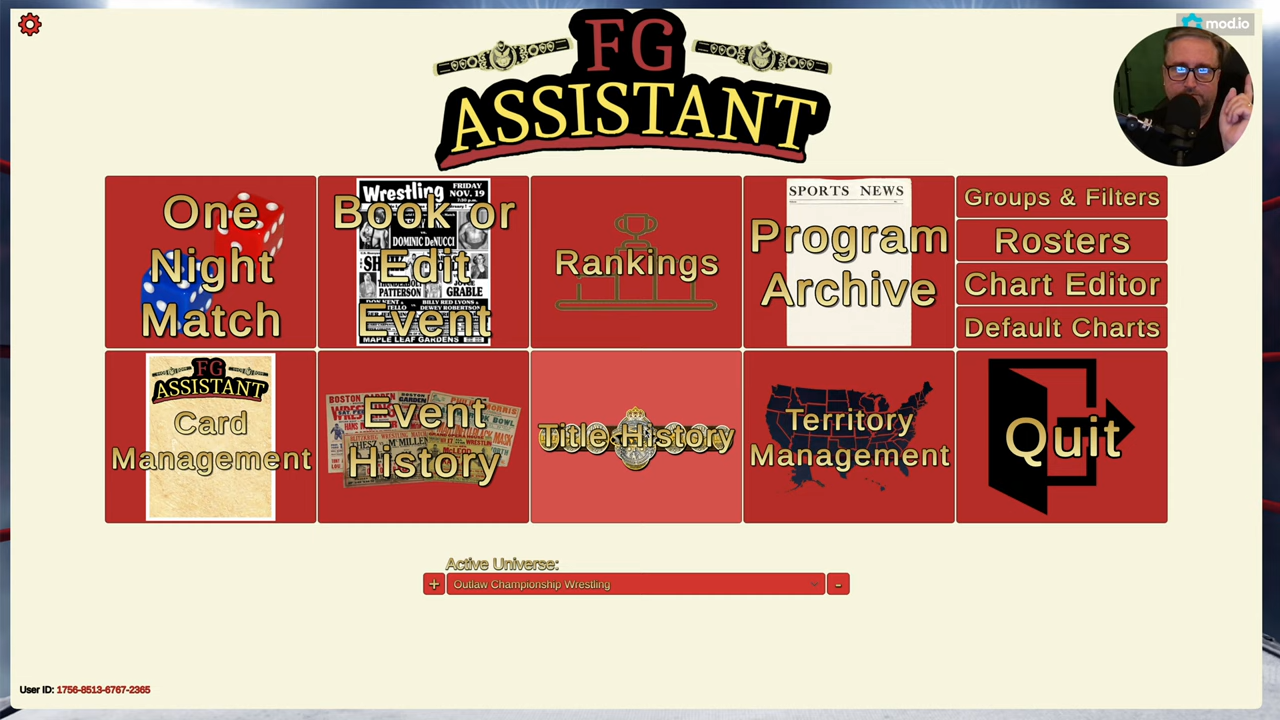 mod.io
FG
ASSISTANT
One
Night
Match
Book or
Edit
Event
Wrestling
FRIDAY
NOV. 19
DOMINIC DeNUCCI
PATTERSON
GRABLE
BILLY RED LYONS
DEWEY ROBERTSON
MAPLE LEAF GARDENS
Rankings
SPORTS NEWS
Program
Archive
Groups & Filters
Rosters
Chart Editor
Default Charts
FG
ASSISTANT
Card
Management
Event
History
Title History
Territory
Management
Quit
Active Universe:
+ Outlaw Championship Wrestling -
User ID: 1756-8513-6767-2365